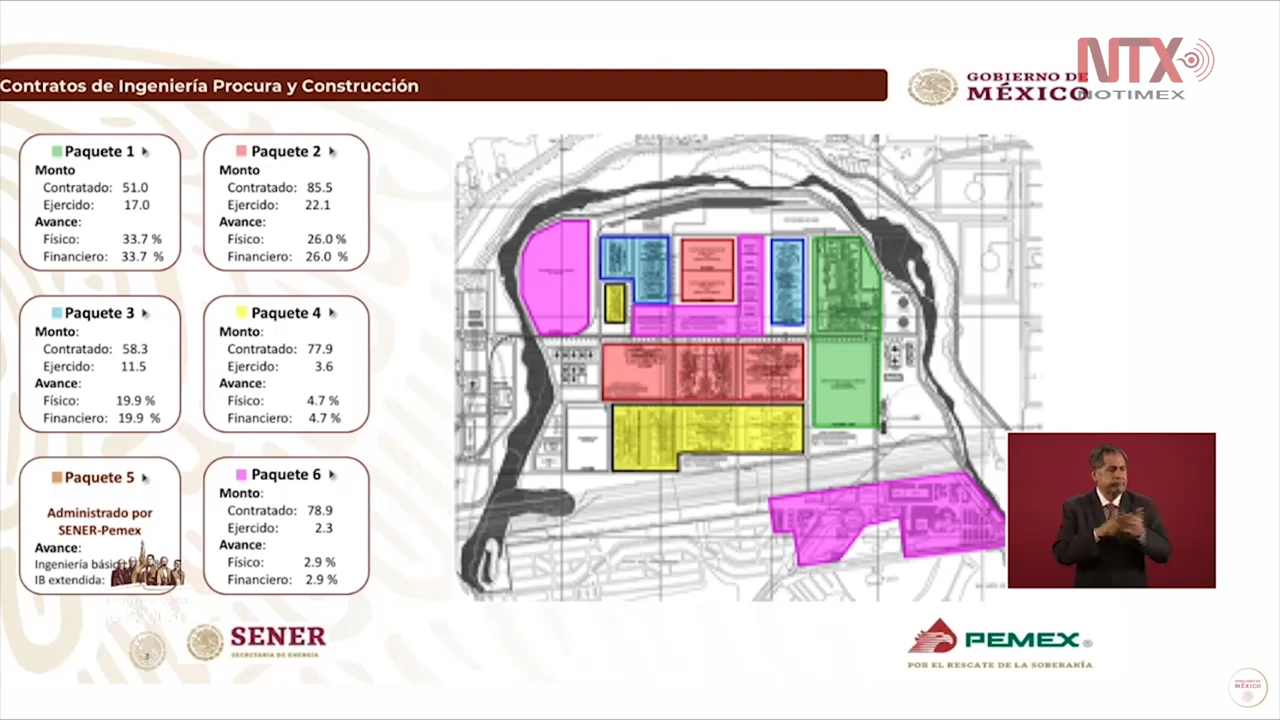 NTX
NOTIMEX
Contratos de Ingeniería Procura y Construcción
GOBIERNO DE
MÉXICO
Paquete 1
Monto
Contratado: 51.0
Ejercido: 17.0
Avance:
Físico: 33.7 %
Financiero: 33.7 %
Paquete 2
Monto
Contratado: 85.5
Ejercido: 22.1
Avance:
Físico: 26.0 %
Financiero: 26.0 %
Paquete 3
Monto:
Contratado: 58.3
Ejercido: 11.5
Avance:
Físico: 19.9 %
Financiero: 19.9 %
Paquete 4
Monto:
Contratado: 77.9
Ejercido: 3.6
Avance:
Físico: 4.7 %
Financiero: 4.7 %
Paquete 5
Administrado por
SENER-Pemex
Avance:
Ingeniería
IB extendida:
Paquete 6
Monto:
Contratado: 78.9
Ejercido: 2.3
Avance:
Físico: 2.9 %
Financiero: 2.9 %
SENER
SECRETARÍA DE ENERGÍA
PEMEX®
POR EL RESCATE DE LA SOBERANÍA
GOBIERNO DE
MÉXICO